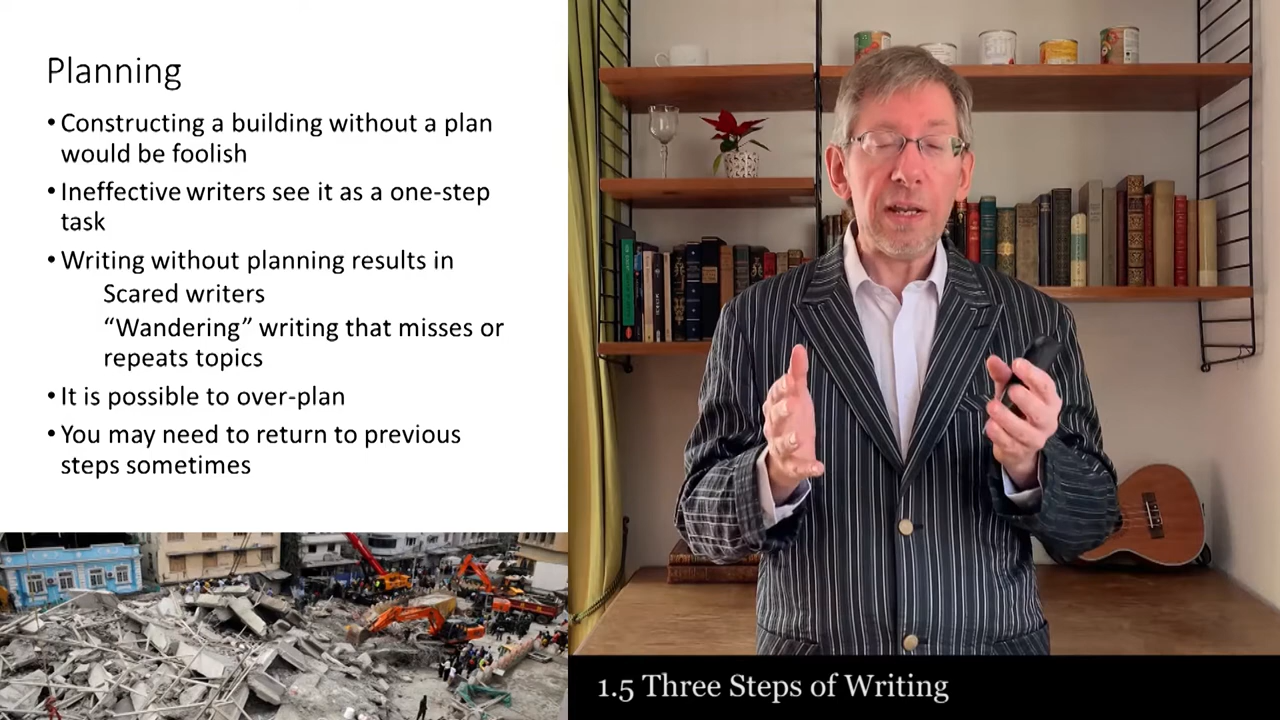 Planning
• Constructing a building without a plan
would be foolish
• Ineffective writers see it as a one-step
task
• Writing without planning results in
Scared writers
“Wandering” writing that misses or
repeats topics
• It is possible to over-plan
• You may need to return to previous
steps sometimes
1.5 Three Steps of Writing